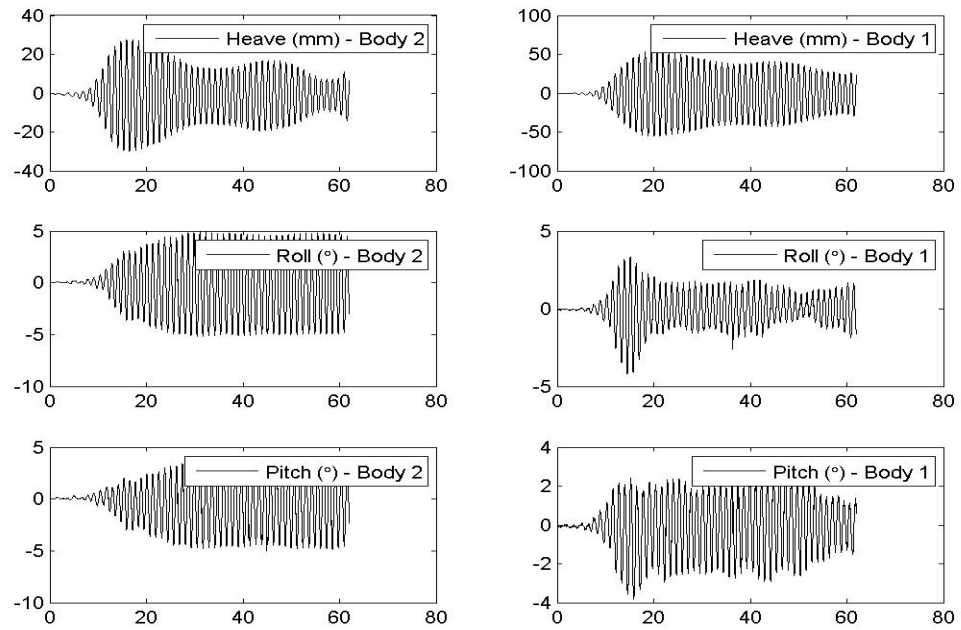 40
20
0
-20
-40
0 20 40 60 80
Heave (mm) - Body 2
100
50
0
-50
-100
0 20 40 60 80
Heave (mm) - Body 1
5
0
-5
-10
0 20 40 60 80
Roll (°) - Body 2
5
0
-5
0 20 40 60 80
Roll (°) - Body 1
5
0
-5
-10
0 20 40 60 80
Pitch (°) - Body 2
4
2
0
-2
-4
0 20 40 60 80
Pitch (°) - Body 1